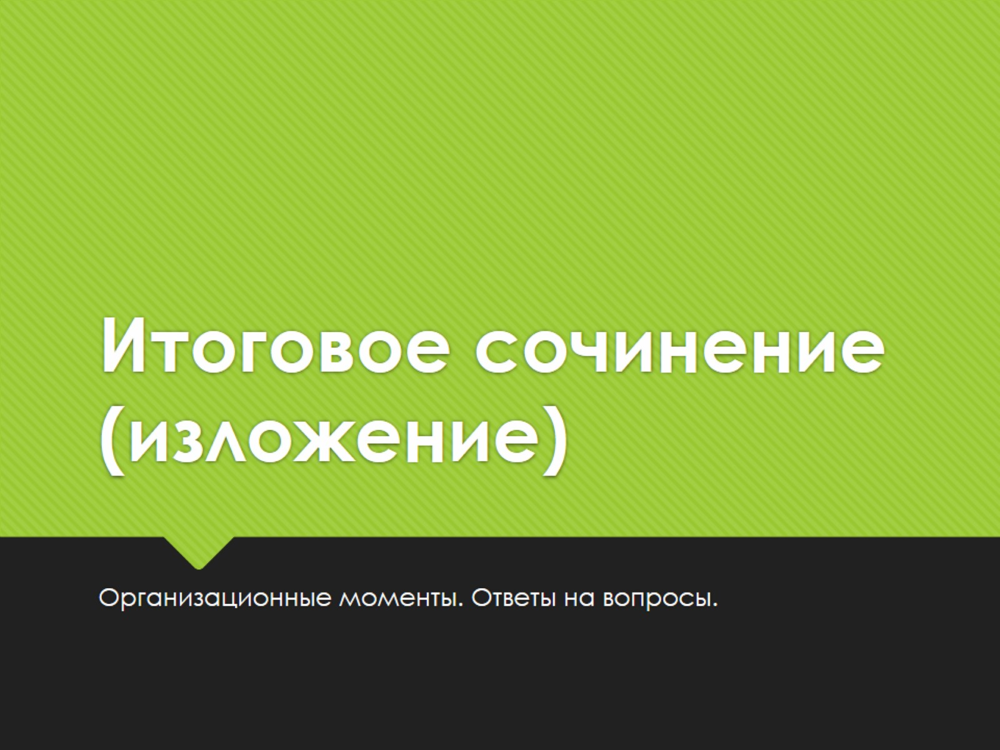 Итоговое сочинение
(изложение)
Организационные моменты. Ответы на вопросы.